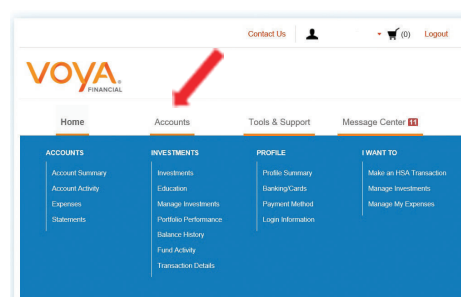 Contact Us (0) Logout
VOYA
FINANCIAL
Home Accounts Tools & Support Message Center 11
ACCOUNTS INVESTMENTS PROFILE I WANT TO
Account Summary Investments Profile Summary Make an HSA Transaction
Account Activity Education Banking/Cards Manage Investments
Expenses Manage Investments Payment Method Manage My Expenses
Statements Portfolio Performance Login Information
Balance History
Fund Activity
Transaction Details